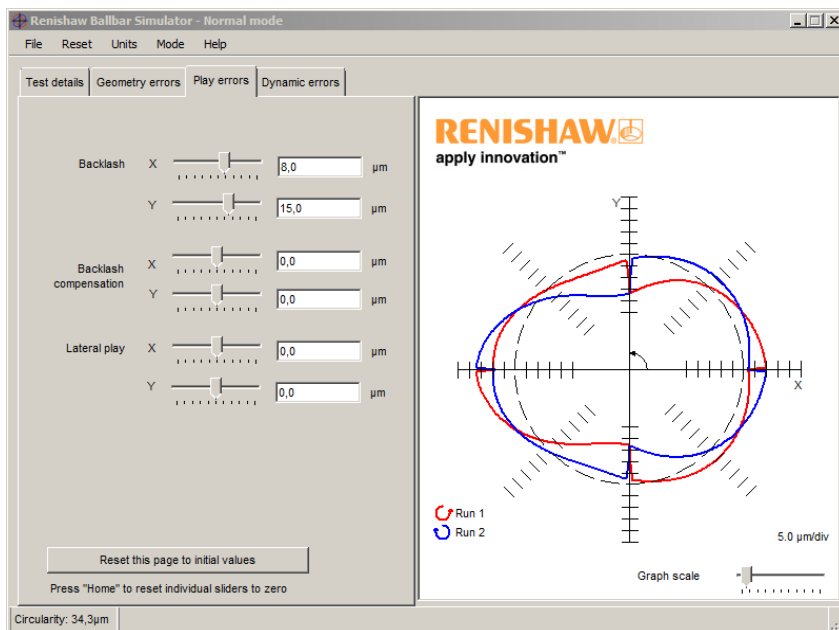 Renishaw Ballbar Simulator - Normal mode
File Reset Units Mode Help
Test details Geometry errors Play errors Dynamic errors
Backlash X 8,0 µm
Y 15,0 µm
Backlash compensation X 0,0 µm
Y 0,0 µm
Lateral play X 0,0 µm
Y 0,0 µm
Reset this page to initial values
Press "Home" to reset individual sliders to zero
RENISHAW
apply innovation™
Y
X
Run 1
Run 2
5.0 µm/div
Graph scale
Circularity: 34,3µm